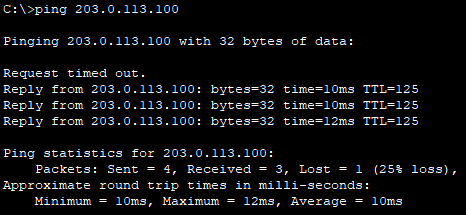 C:\>ping 203.0.113.100
Pinging 203.0.113.100 with 32 bytes of data:
Request timed out.
Reply from 203.0.113.100: bytes=32 time=10ms TTL=125
Reply from 203.0.113.100: bytes=32 time=10ms TTL=125
Reply from 203.0.113.100: bytes=32 time=12ms TTL=125
Ping statistics for 203.0.113.100:
Packets: Sent = 4, Received = 3, Lost = 1 (25% loss),
Approximate round trip times in milli-seconds:
Minimum = 10ms, Maximum = 12ms, Average = 10ms